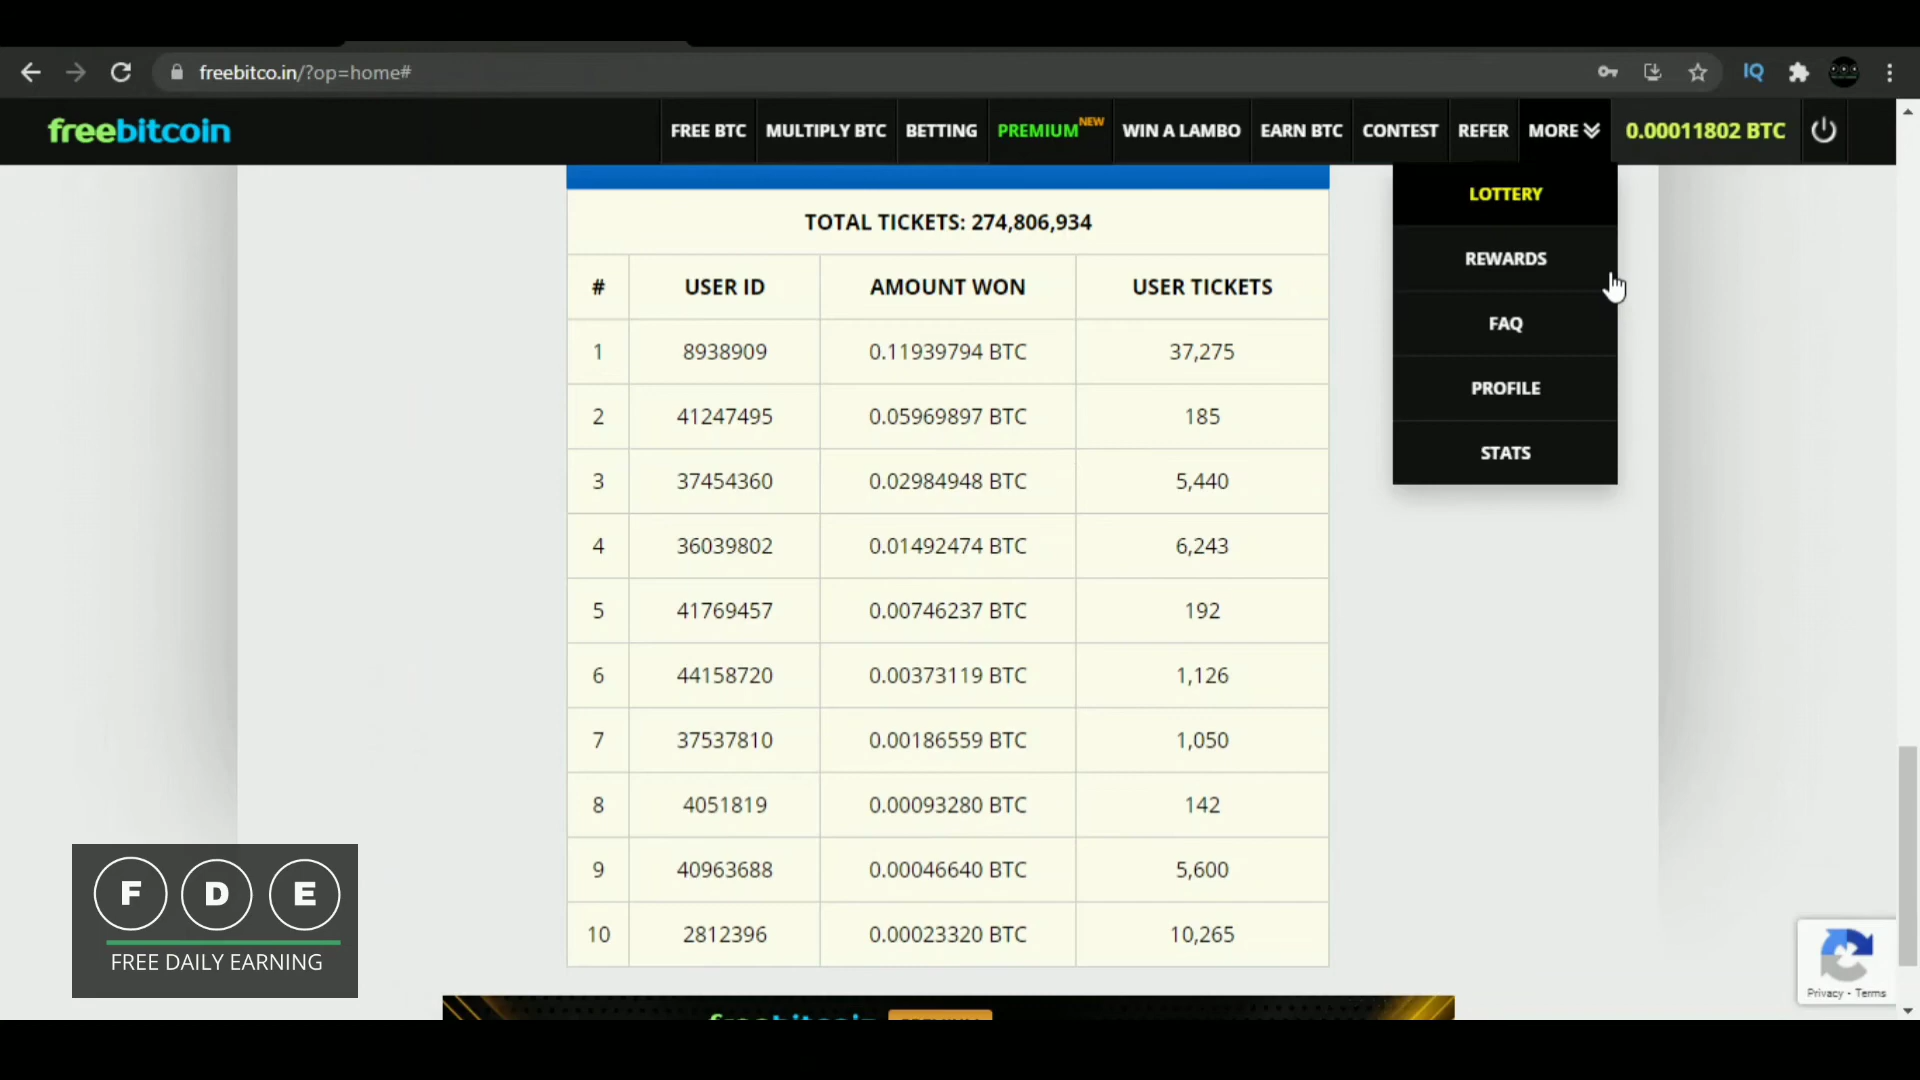 freebitco.in/?op=home#
IQ
freebitcoin
FREE BTC MULTIPLY BTC BETTING PREMIUM NEW WIN A LAMBO EARN BTC CONTEST REFER MORE 0.00011802 BTC
LOTTERY
REWARDS
FAQ
PROFILE
STATS
TOTAL TICKETS: 274,806,934
# USER ID AMOUNT WON USER TICKETS
1 8938909 0.11939794 BTC 37,275
2 41247495 0.05969897 BTC 185
3 37454360 0.02984948 BTC 5,440
4 36039802 0.01492474 BTC 6,243
5 41769457 0.00746237 BTC 192
6 44158720 0.00373119 BTC 1,126
7 37537810 0.00186559 BTC 1,050
8 4051819 0.00093280 BTC 142
9 40963688 0.00046640 BTC 5,600
10 2812396 0.00023320 BTC 10,265
F D E
FREE DAILY EARNING
Privacy - Terms
freebitcoin